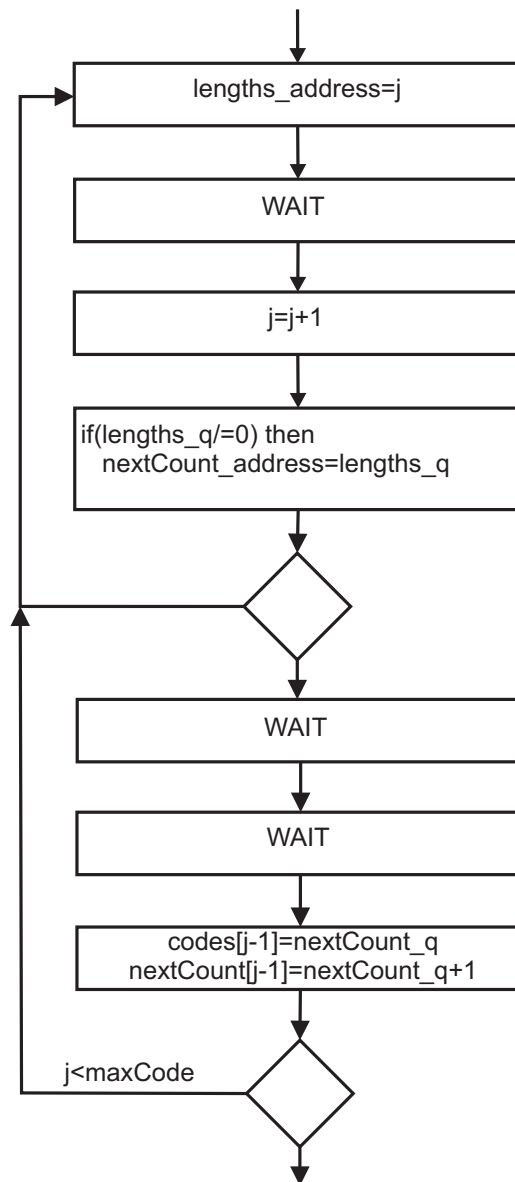 lengths_address=j
WAIT
j=j+1
if(lengths_q/=0) then
nextCount_address=lengths_q
WAIT
WAIT
codes[j-1]=nextCount_q
nextCount[j-1]=nextCount_q+1
j<maxCode